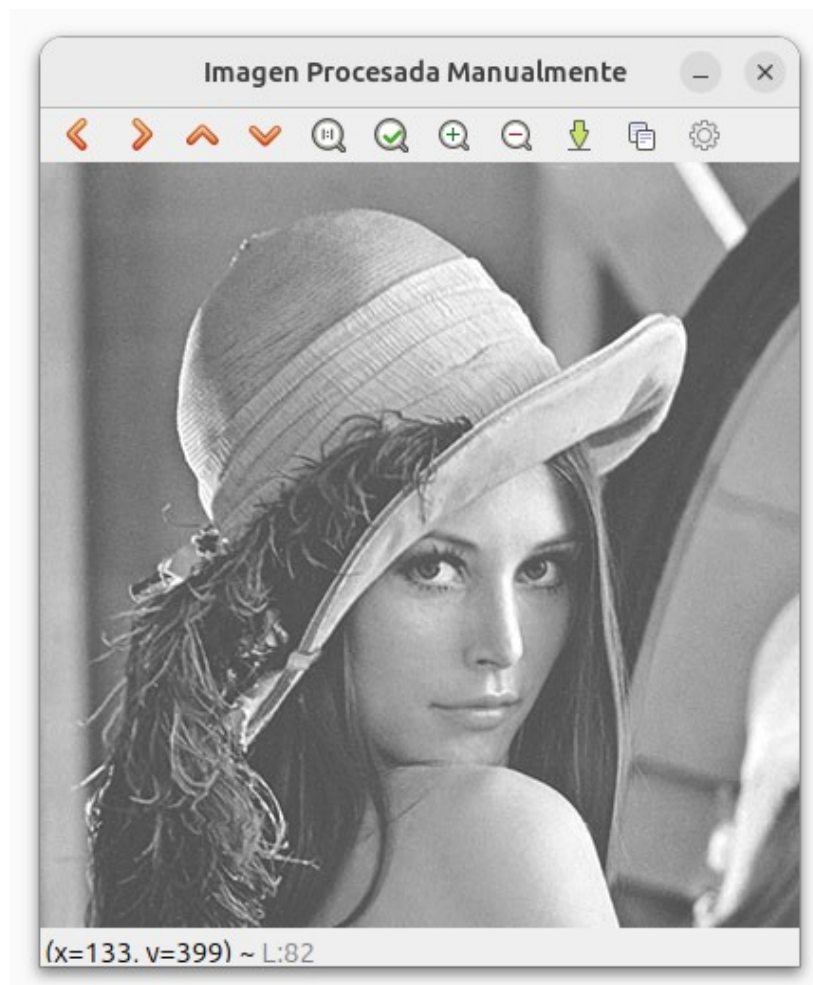 Imagen Procesada Manualmente
(x=133, y=399) ~ L:82